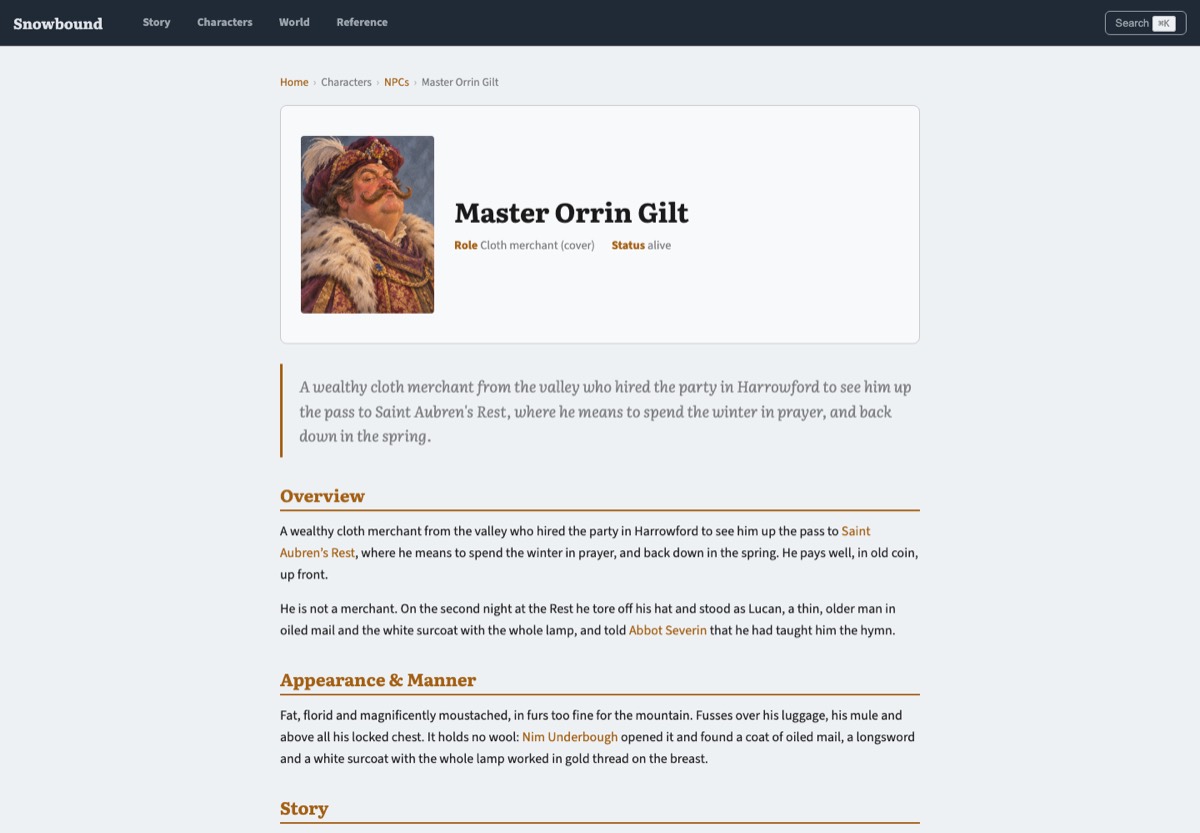 Snowbound
Story
Characters
World
Reference
Search ⌘K
Home › Characters › NPCs › Master Orrin Gilt
Master Orrin Gilt
Role Cloth merchant (cover) Status alive
A wealthy cloth merchant from the valley who hired the party in Harrowford to see him up
the pass to Saint Aubren's Rest, where he means to spend the winter in prayer, and back
down in the spring.
Overview
A wealthy cloth merchant from the valley who hired the party in Harrowford to see him up the pass to Saint
Aubren’s Rest, where he means to spend the winter in prayer, and back down in the spring. He pays well, in old coin,
up front.
He is not a merchant. On the second night at the Rest he tore off his hat and stood as Lucan, a thin, older man in
oiled mail and the white surcoat with the whole lamp, and told Abbot Severin that he had taught him the hymn.
Appearance & Manner
Fat, florid and magnificently moustached, in furs too fine for the mountain. Fusses over his luggage, his mule and
above all his locked chest. It holds no wool: Nim Underbough opened it and found a coat of oiled mail, a longsword
and a white surcoat with the whole lamp worked in gold thread on the breast.
Story